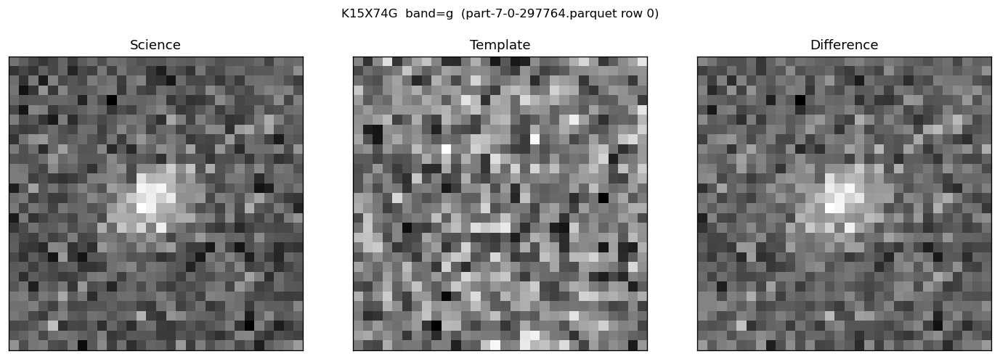 K15X74G  band=g  (part-7-0-297764.parquet row 0)
Science
Template
Difference